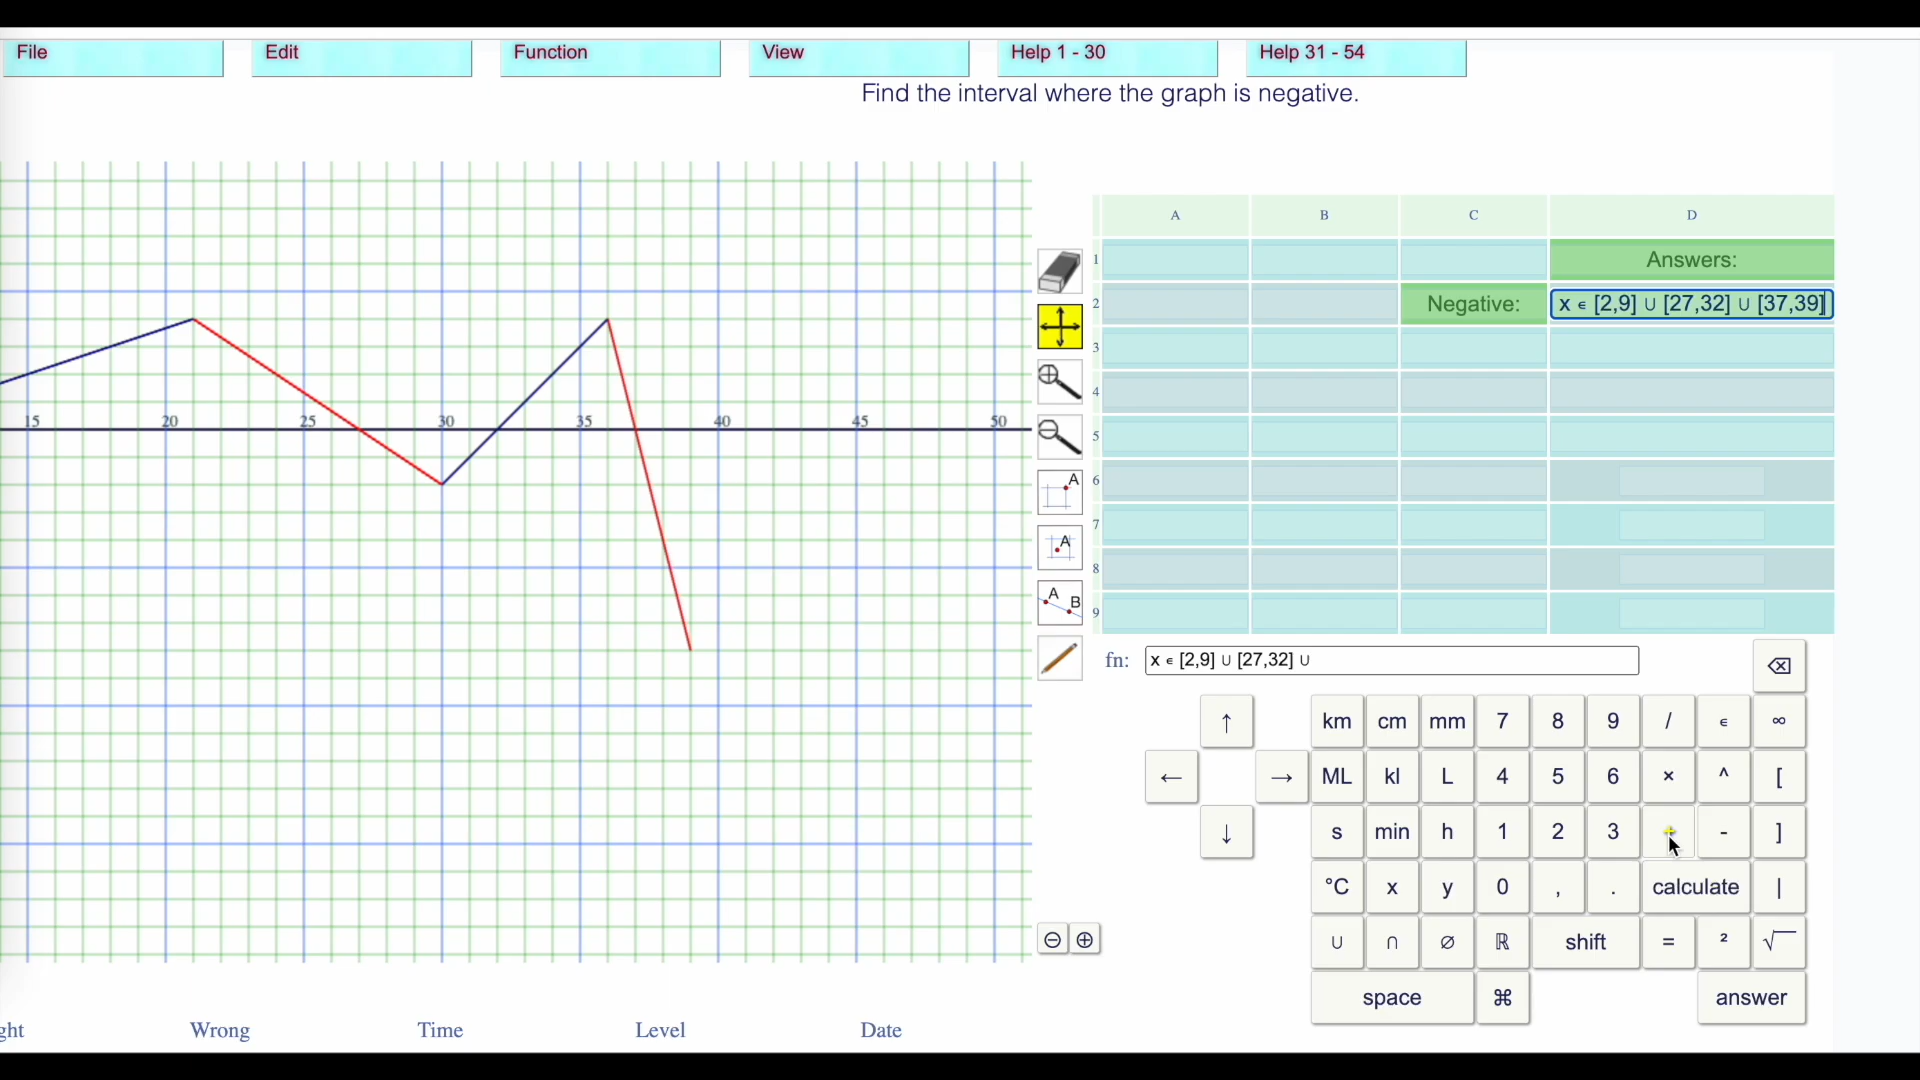 File Edit Function View Help 1 - 30 Help 31 - 54
Find the interval where the graph is negative.
A B C D
1 Answers:
2 Negative: x ∊ [2,9] ∪ [27,32] ∪ [37,39]
3
4
5
6
7
8
9
15 20 25 30 35 40 45 50
A
A
A B
fn: x ∊ [2,9] ∪ [27,32] ∪ ⌫
↑ km cm mm 7 8 9 / ∊ ∞
← → ML kl L 4 5 6 × ^ [
↓ s min h 1 2 3 + - ]
°C x y 0 , . calculate |
∪ ∩ ∅ ℝ shift = ² √
space ⌘ answer
⊖ ⊕
ght Wrong Time Level Date